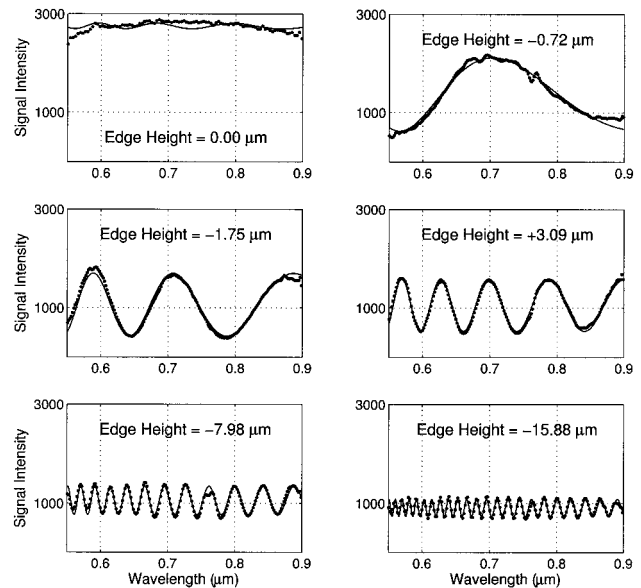 3000
1000
Signal Intensity
Edge Height = 0.00 μm
0.6 0.7 0.8 0.9
3000
1000
Edge Height = −0.72 μm
0.6 0.7 0.8 0.9
3000
1000
Signal Intensity
Edge Height = −1.75 μm
0.6 0.7 0.8 0.9
3000
1000
Edge Height = +3.09 μm
0.6 0.7 0.8 0.9
3000
1000
Signal Intensity
Edge Height = −7.98 μm
0.6 0.7 0.8 0.9
Wavelength (μm)
3000
1000
Edge Height = −15.88 μm
0.6 0.7 0.8 0.9
Wavelength (μm)